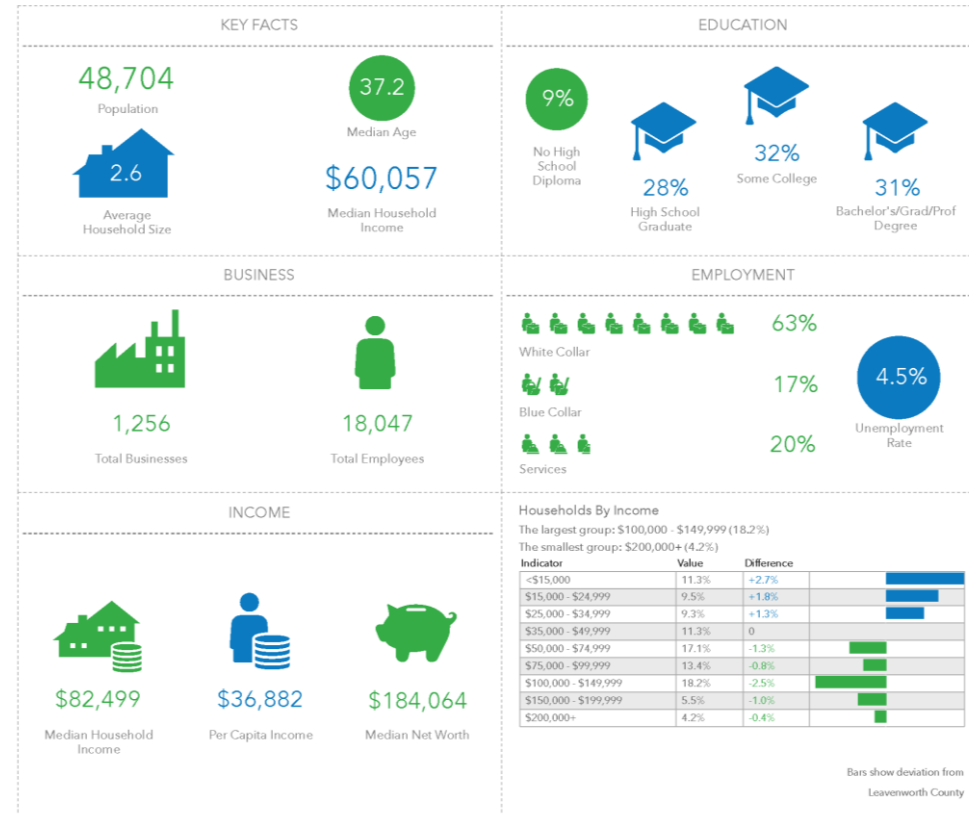 KEY FACTS
48,704
Population
37.2
Median Age
2.6
Average
Household Size
$60,057
Median Household
Income
EDUCATION
9%
No High
School
Diploma
28%
High School
Graduate
32%
Some College
31%
Bachelor's/Grad/Prof
Degree
BUSINESS
1,256
Total Businesses
18,047
Total Employees
EMPLOYMENT
63%
White Collar
17%
Blue Collar
20%
Services
4.5%
Unemployment
Rate
INCOME
$82,499
Median Household
Income
$36,882
Per Capita Income
$184,064
Median Net Worth
Households By Income
The largest group: $100,000 - $149,999 (18.2%)
The smallest group: $200,000+ (4.2%)
Indicator Value Difference
<$15,000 11.3% +2.7%
$15,000 - $24,999 9.5% +1.8%
$25,000 - $34,999 9.3% +1.3%
$35,000 - $49,999 11.3% 0
$50,000 - $74,999 17.1% -1.3%
$75,000 - $99,999 13.4% -0.8%
$100,000 - $149,999 18.2% -2.5%
$150,000 - $199,999 5.5% -1.0%
$200,000+ 4.2% -0.4%
Bars show deviation from
Leavenworth County